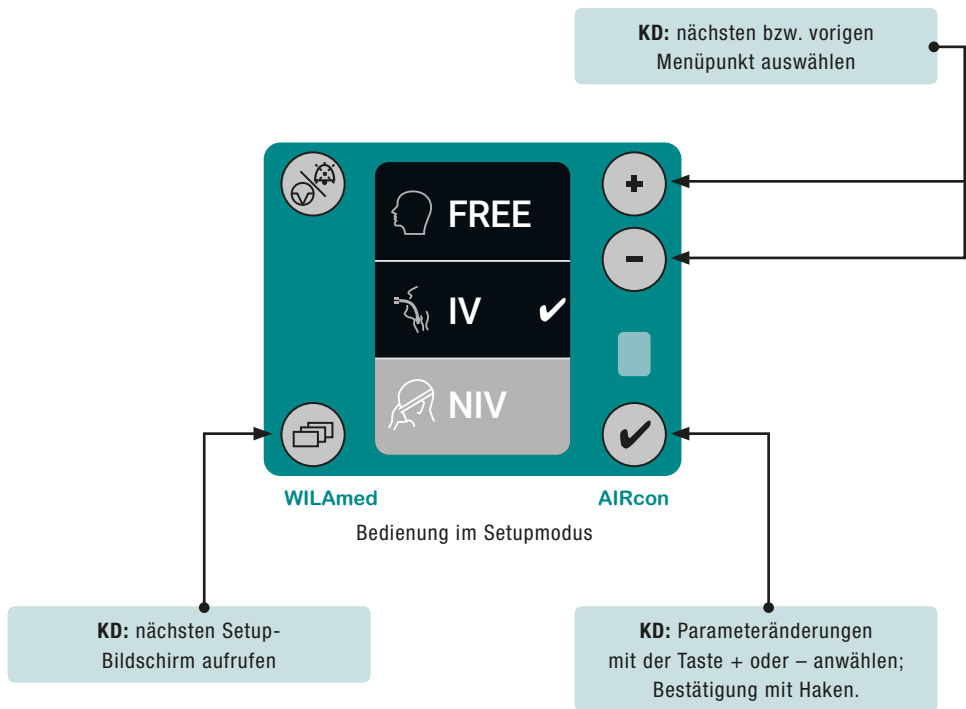 KD: nächsten bzw. vorigen
Menüpunkt auswählen
FREE
IV ✔
NIV
WILAmed
AIRcon
Bedienung im Setupmodus
KD: nächsten Setup-
Bildschirm aufrufen
KD: Parameteränderungen
mit der Taste + oder – anwählen;
Bestätigung mit Haken.